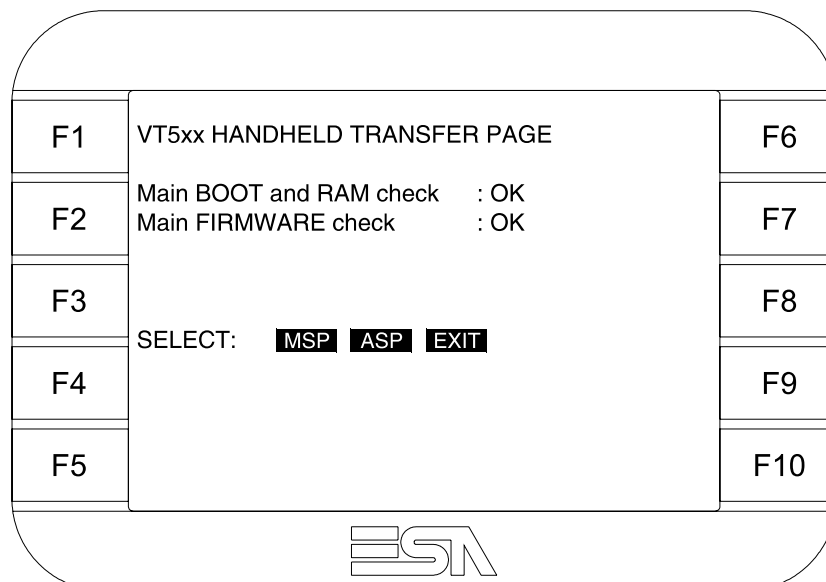 VT5xx HANDHELD TRANSFER PAGE
Main BOOT and RAM check : OK
Main FIRMWARE check : OK
SELECT: MSP ASP EXIT
F1
F2
F3
F4
F5
F6
F7
F8
F9
F10
ESA